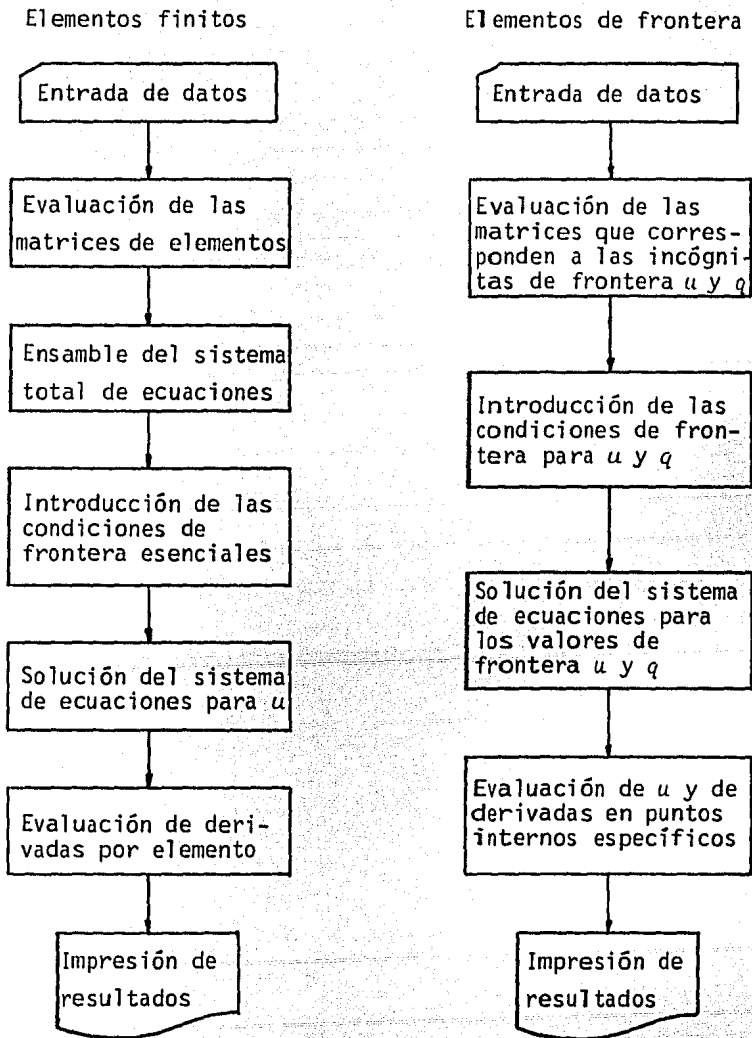 Elementos finitos
Entrada de datos
Evaluación de las
matrices de elementos
Ensamble del sistema
total de ecuaciones
Introducción de las
condiciones de
frontera esenciales
Solución del sistema
de ecuaciones para u
Evaluación de deri-
vadas por elemento
Impresión de
resultados
Elementos de frontera
Entrada de datos
Evaluación de las
matrices que corres-
ponden a las incógni-
tas de frontera u y q
Introducción de las
condiciones de fron-
tera para u y q
Solución del sistema
de ecuaciones para
los valores de
frontera u y q
Evaluación de u y de
derivadas en puntos
internos específicos
Impresión de
resultados